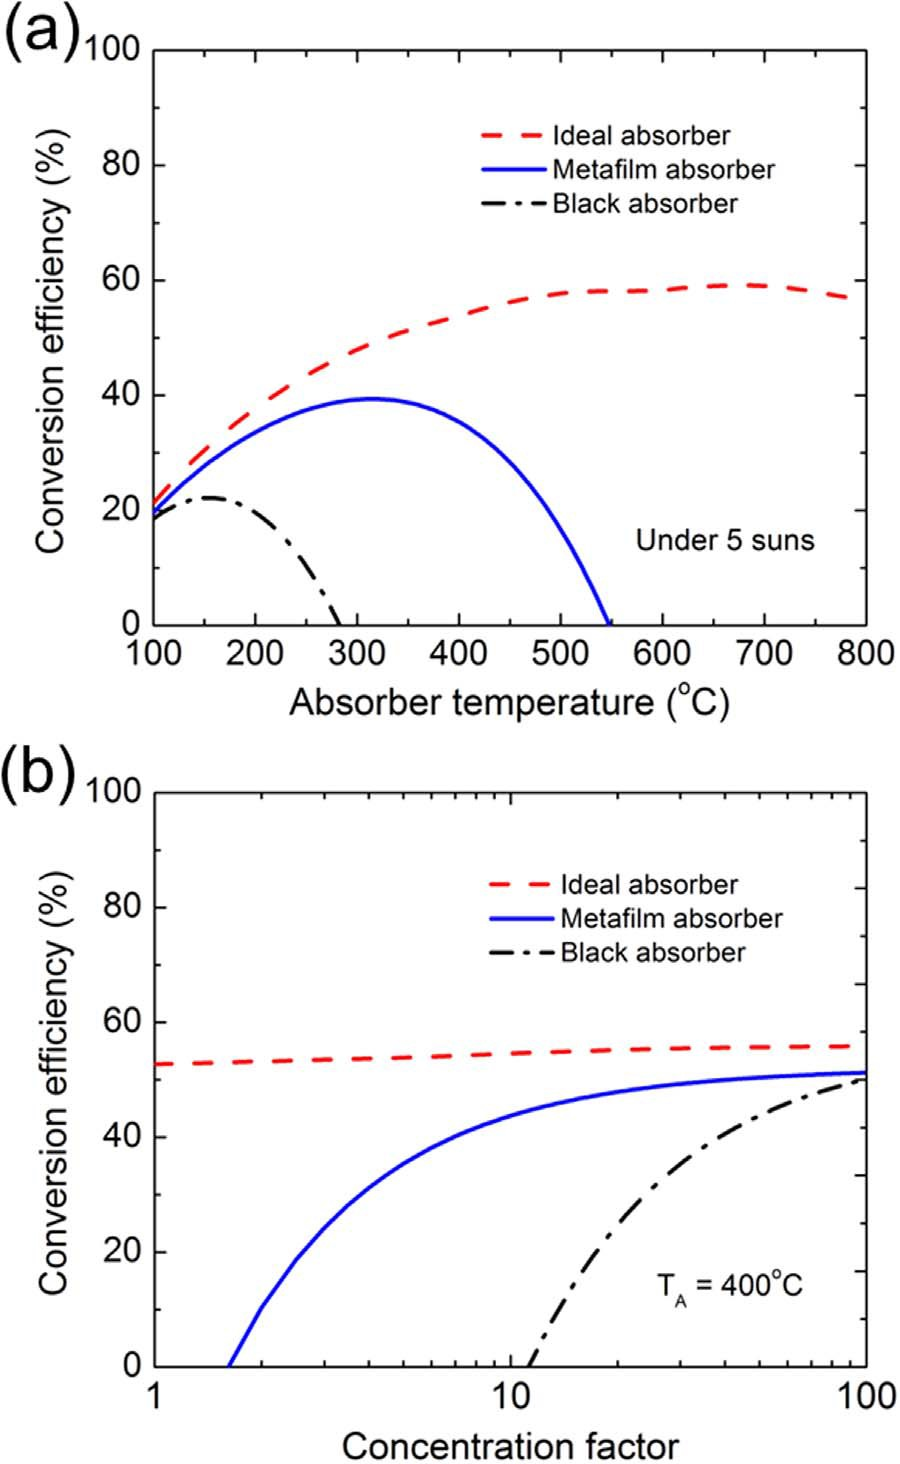 (a)
100
80
60
40
20
0
Conversion efficiency (%)
Ideal absorber
Metafilm absorber
Black absorber
Under 5 suns
100 200 300 400 500 600 700 800
Absorber temperature (°C)
(b)
100
80
60
40
20
0
Conversion efficiency (%)
Ideal absorber
Metafilm absorber
Black absorber
T_A = 400°C
1 10 100
Concentration factor